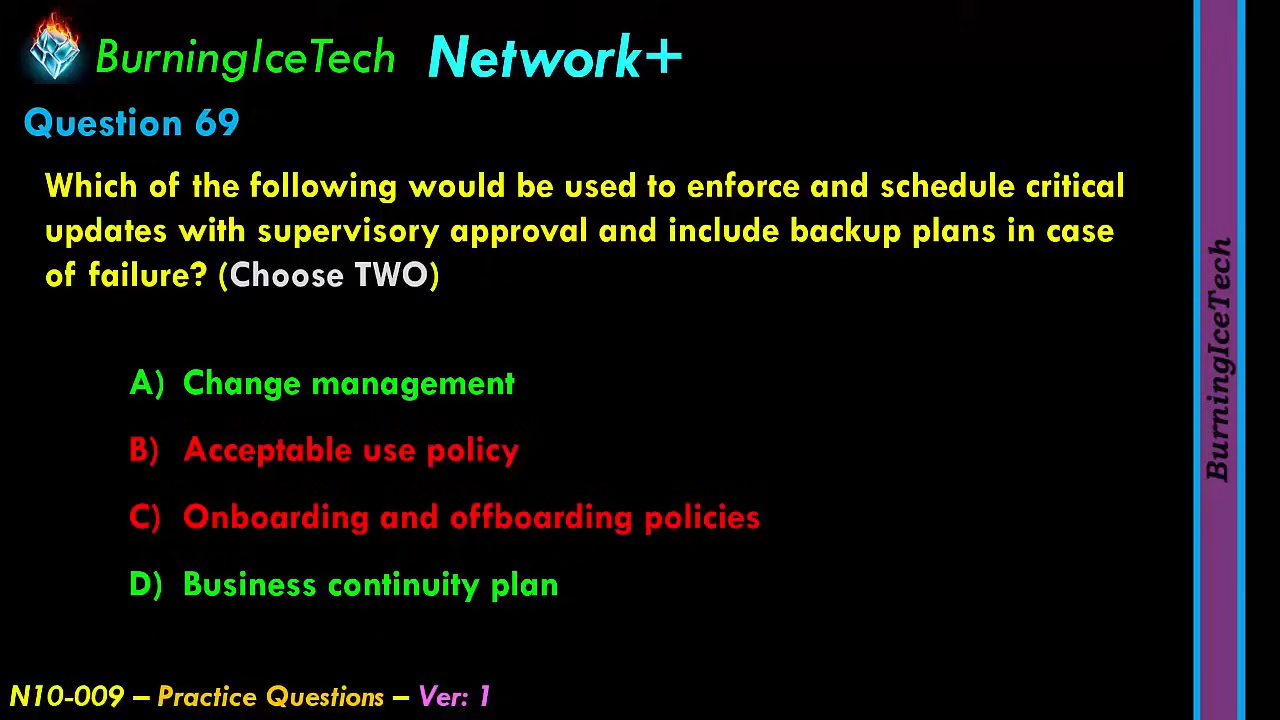 BurningIceTech Network+
Question 69
Which of the following would be used to enforce and schedule critical
updates with supervisory approval and include backup plans in case
of failure? (Choose TWO)
A) Change management
B) Acceptable use policy
C) Onboarding and offboarding policies
D) Business continuity plan
BurningIceTech
N10-009 – Practice Questions – Ver: 1